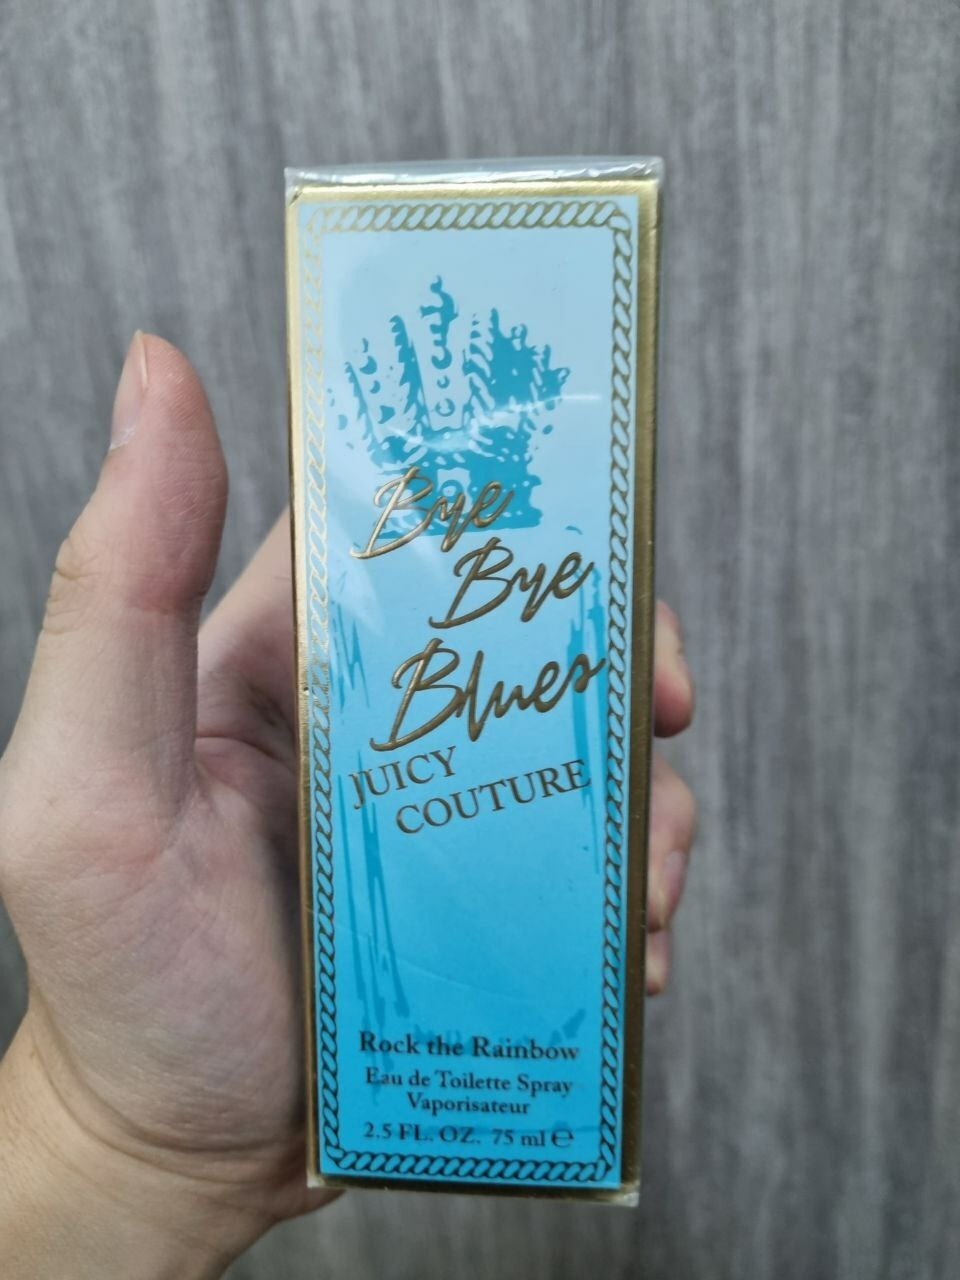 Bye
Bye
Blues
JUICY
COUTURE
Rock the Rainbow
Eau de Toilette Spray
Vaporisateur
2.5 FL. OZ. 75 ml ℮